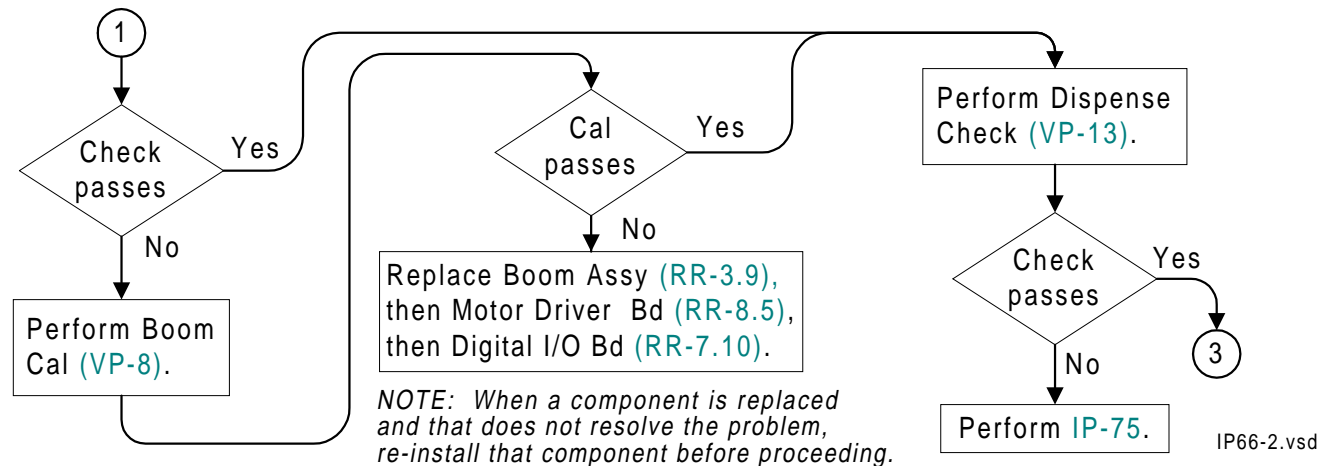 1
Check
passes
Yes
No
Perform Boom
Cal (VP-8).
Cal
passes
Yes
No
Replace Boom Assy (RR-3.9),
then Motor Driver Bd (RR-8.5),
then Digital I/O Bd (RR-7.10).
NOTE: When a component is replaced
and that does not resolve the problem,
re-install that component before proceeding.
Perform Dispense
Check (VP-13).
Check
passes
Yes
3
No
Perform IP-75.
IP66-2.vsd